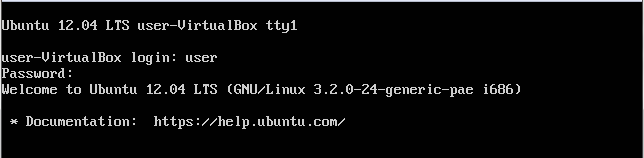 Ubuntu 12.04 LTS user-VirtualBox tty1
user-VirtualBox login: user
Password:
Welcome to Ubuntu 12.04 LTS (GNU/Linux 3.2.0-24-generic-pae i686)
* Documentation:  https://help.ubuntu.com/